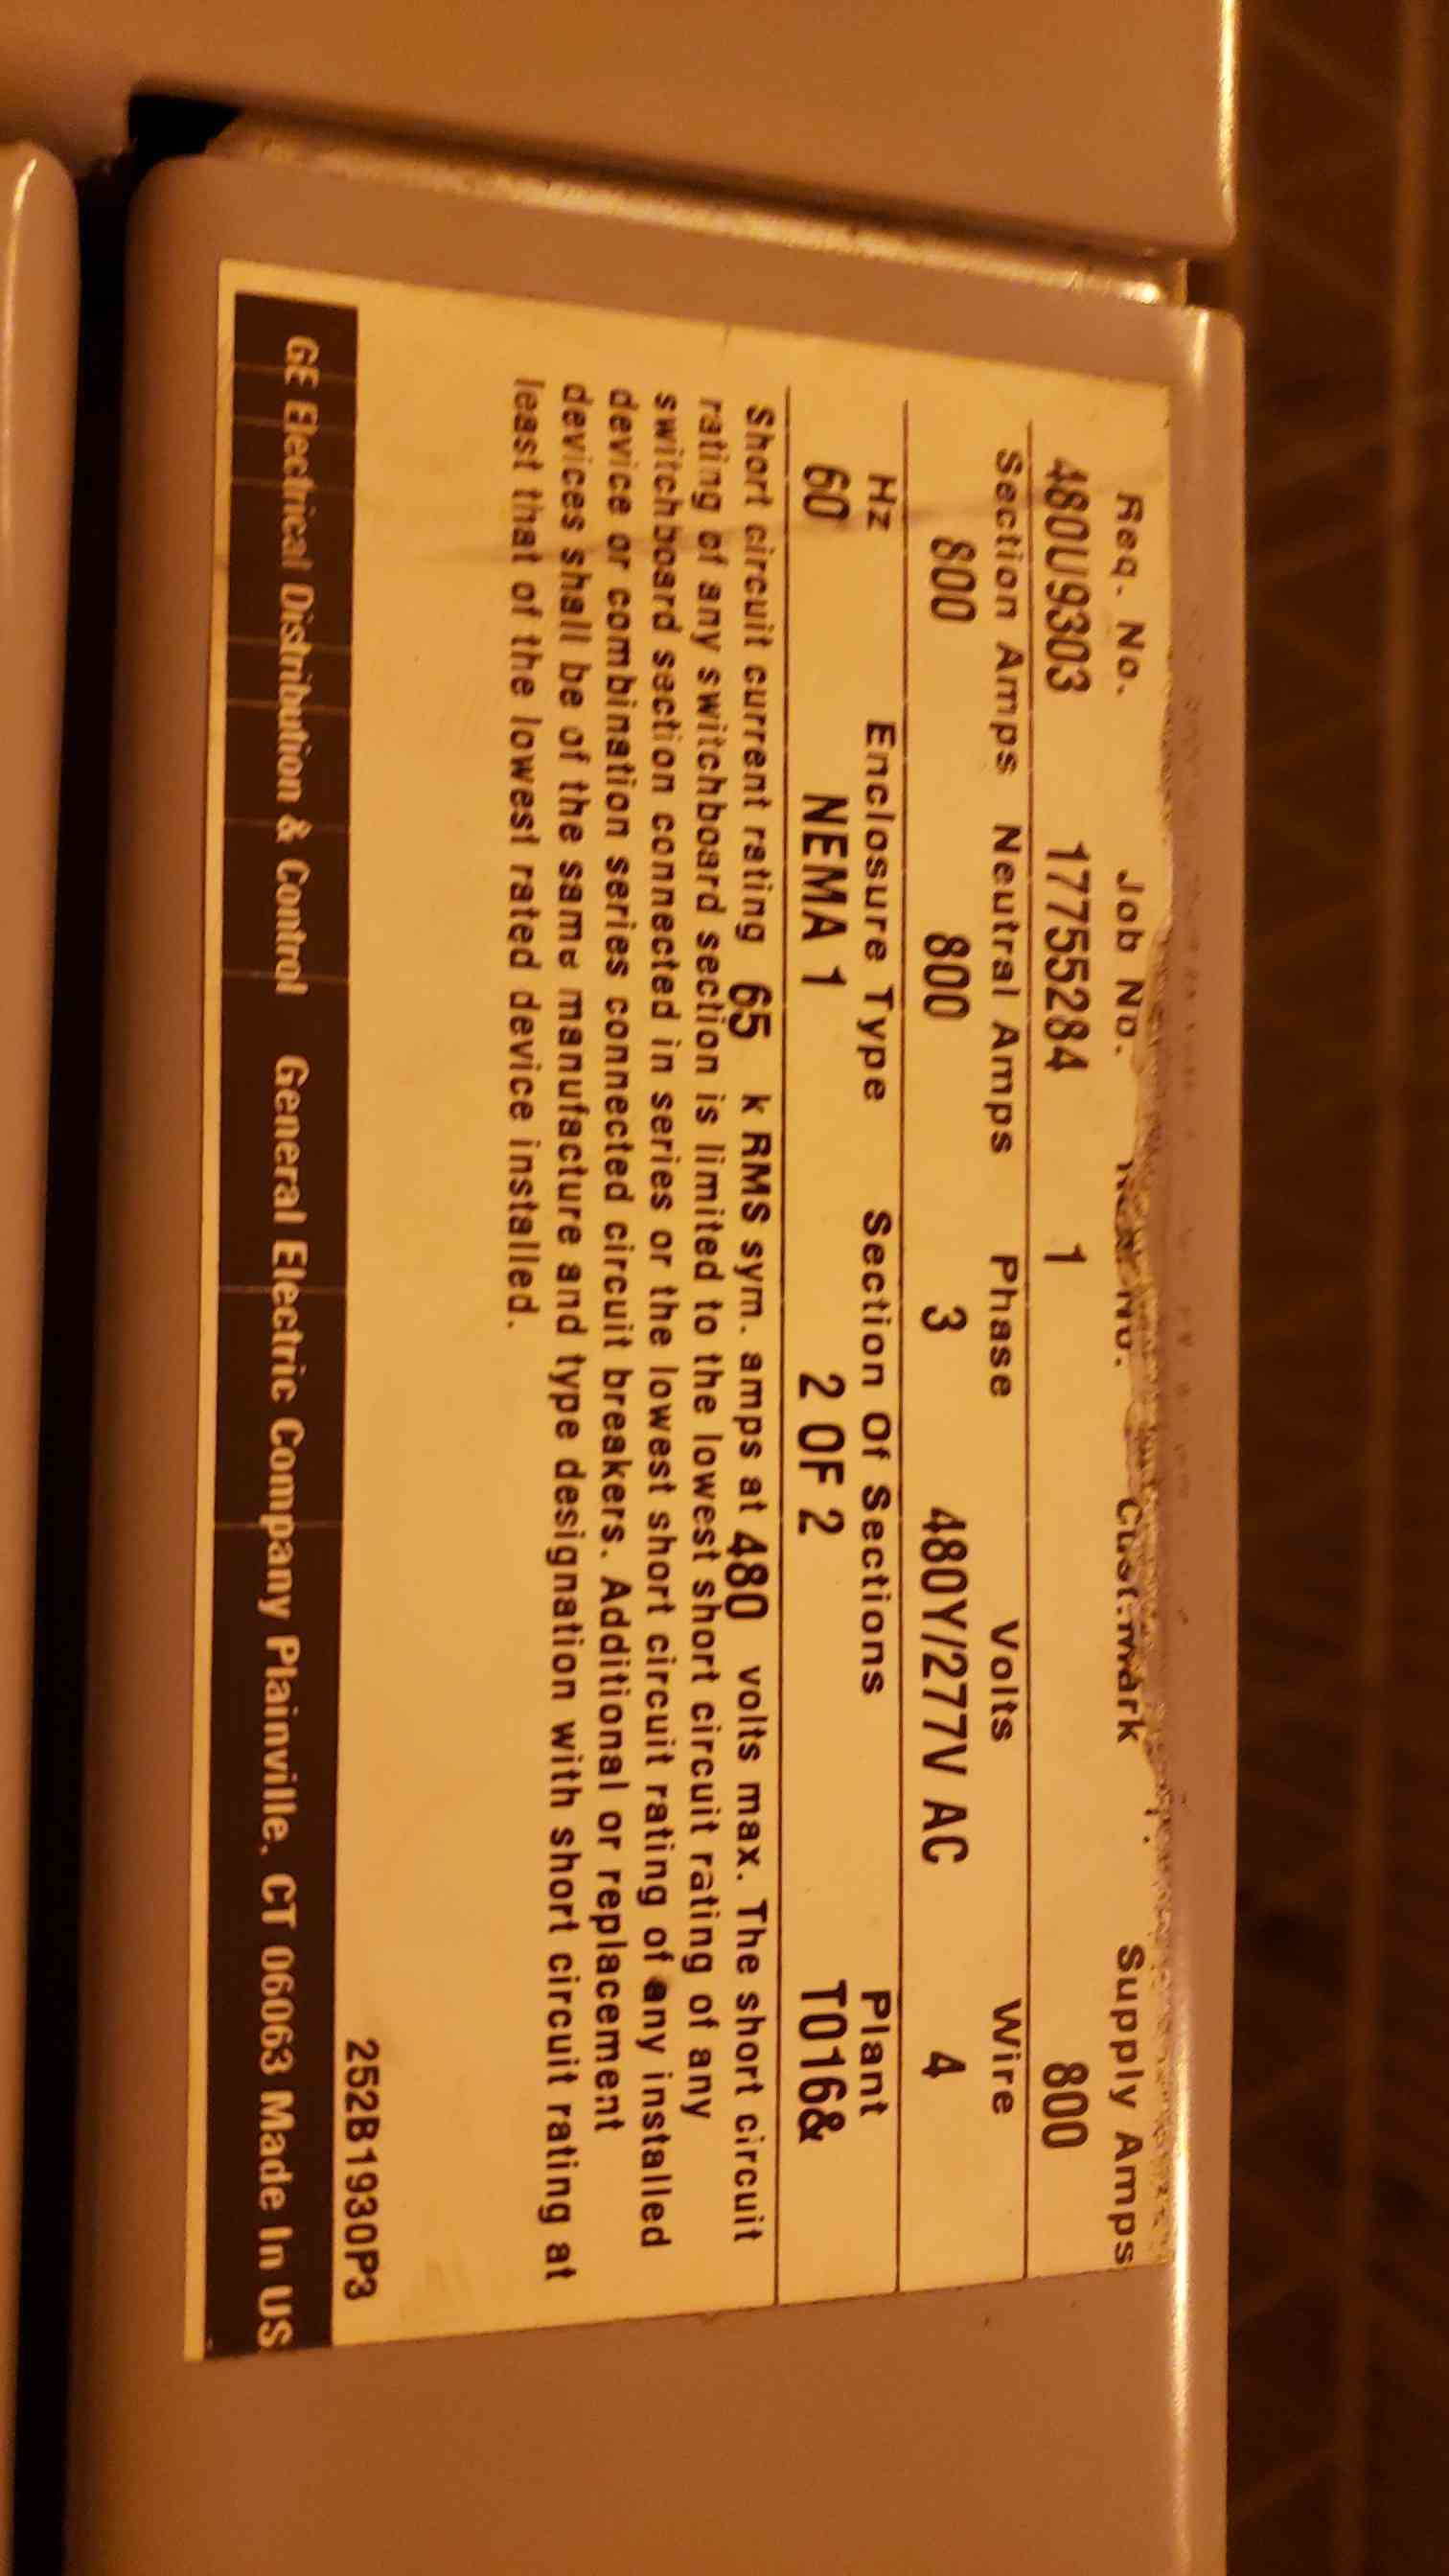 Req. No. Job No. Cust.mark Supply Amps
480U9303 17755284 1 800
Section Amps Neutral Amps Phase Volts Wire
800 800 3 480Y/277V AC 4
Hz Enclosure Type Section Of Sections Plant
60 NEMA 1 2 OF 2 T016&
Short circuit current rating 65 k RMS sym. amps at 480 volts max. The short circuit
rating of any switchboard section is limited to the lowest short circuit rating of any
switchboard section connected in series or the lowest short circuit rating of any installed
device or combination series connected circuit breakers. Additional or replacement
devices shall be of the same manufacture and type designation with short circuit rating at
least that of the lowest rated device installed.
252B1930P3
GE Electrical Distribution & Control General Electric Company Plainville, CT 06063 Made In US